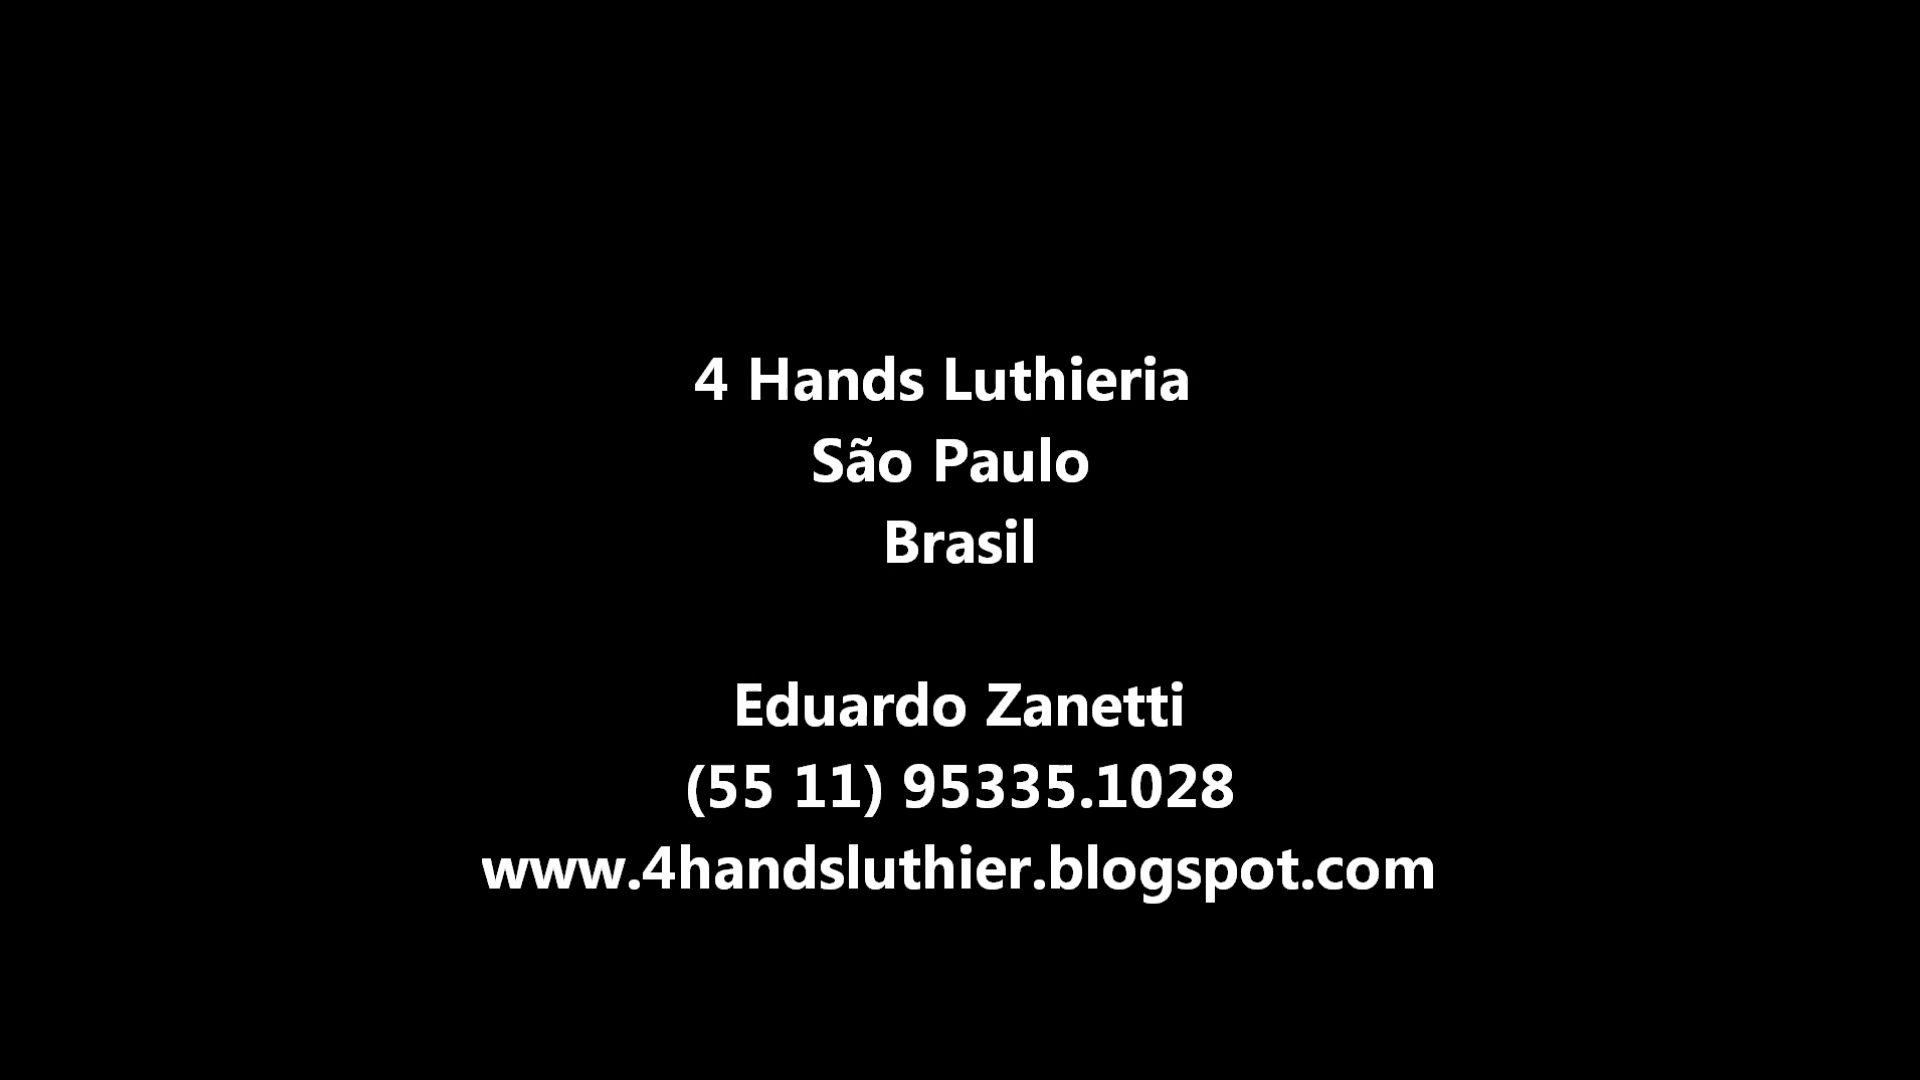 4 Hands Luthieria
São Paulo
Brasil
Eduardo Zanetti
(55 11) 95335.1028
www.4handsluthier.blogspot.com